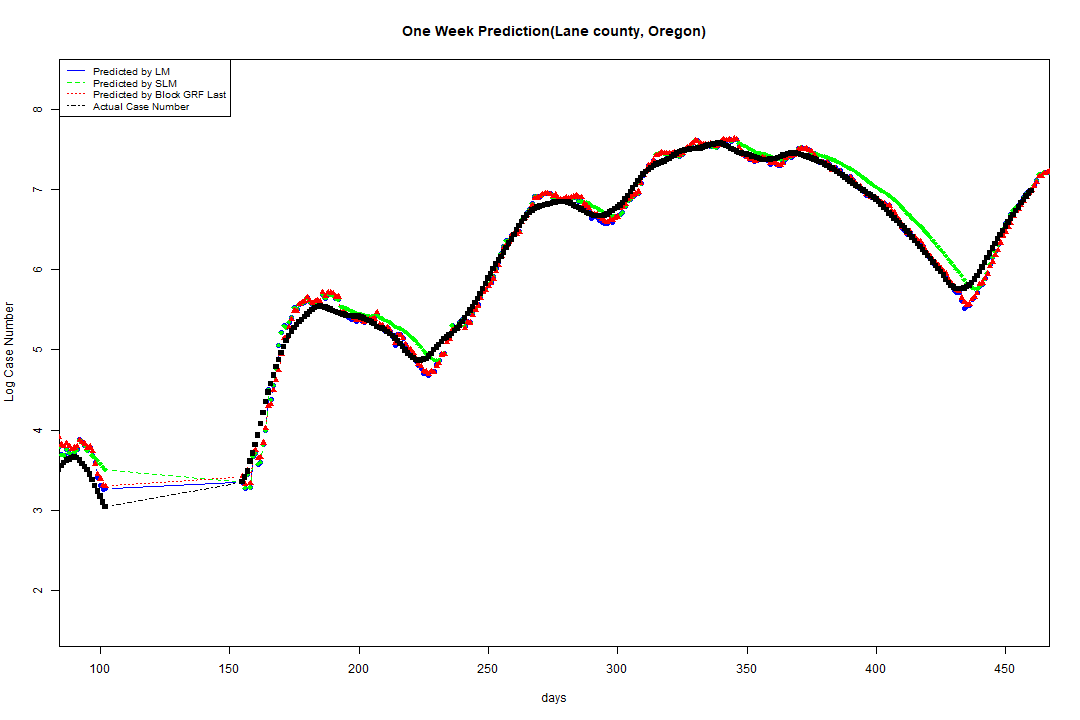 One Week Prediction(Lane county, Oregon)
Predicted by LM
Predicted by SLM
Predicted by Block GRF Last
Actual Case Number
8
7
6
5
4
3
2
Log Case Number
100 150 200 250 300 350 400 450
days